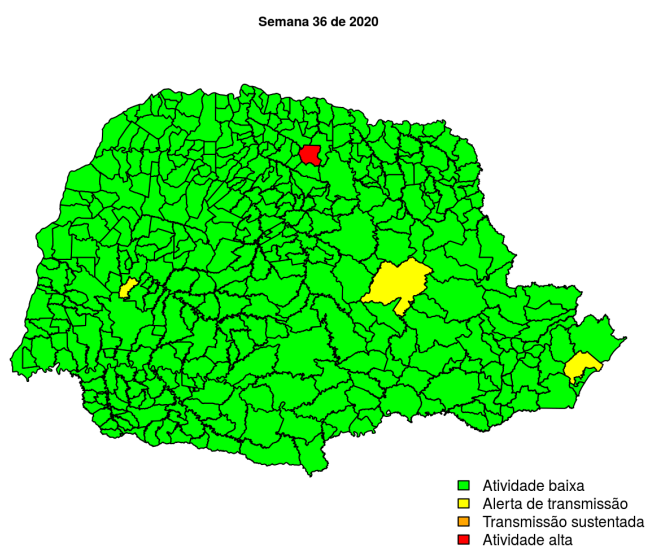 Semana 36 de 2020
Atividade baixa
Alerta de transmissão
Transmissão sustentada
Atividade alta